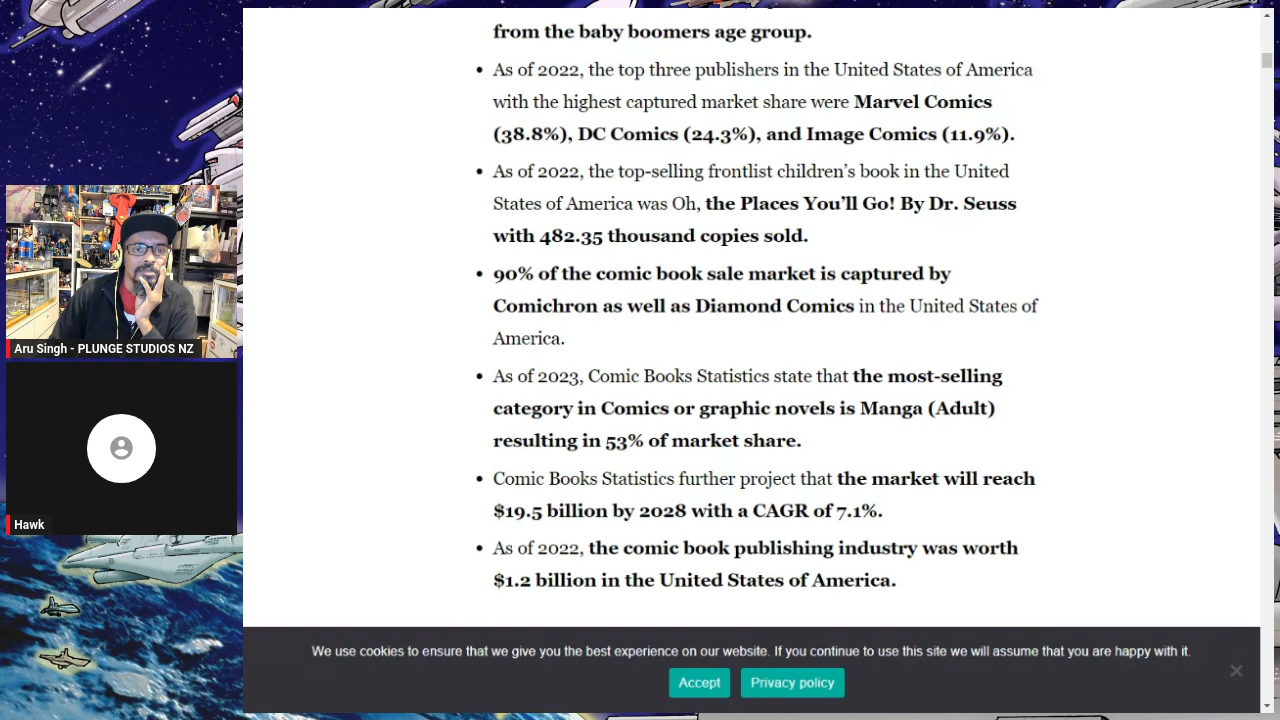 from the baby boomers age group.
• As of 2022, the top three publishers in the United States of America
with the highest captured market share were Marvel Comics
(38.8%), DC Comics (24.3%), and Image Comics (11.9%).
• As of 2022, the top-selling frontlist children's book in the United
States of America was Oh, the Places You'll Go! By Dr. Seuss
with 482.35 thousand copies sold.
• 90% of the comic book sale market is captured by
Comichron as well as Diamond Comics in the United States of
America.
• As of 2023, Comic Books Statistics state that the most-selling
category in Comics or graphic novels is Manga (Adult)
resulting in 53% of market share.
• Comic Books Statistics further project that the market will reach
$19.5 billion by 2028 with a CAGR of 7.1%.
• As of 2022, the comic book publishing industry was worth
$1.2 billion in the United States of America.
We use cookies to ensure that we give you the best experience on our website. If you continue to use this site we will assume that you are happy with it.
Accept Privacy policy
Aru Singh - PLUNGE STUDIOS NZ
Hawk